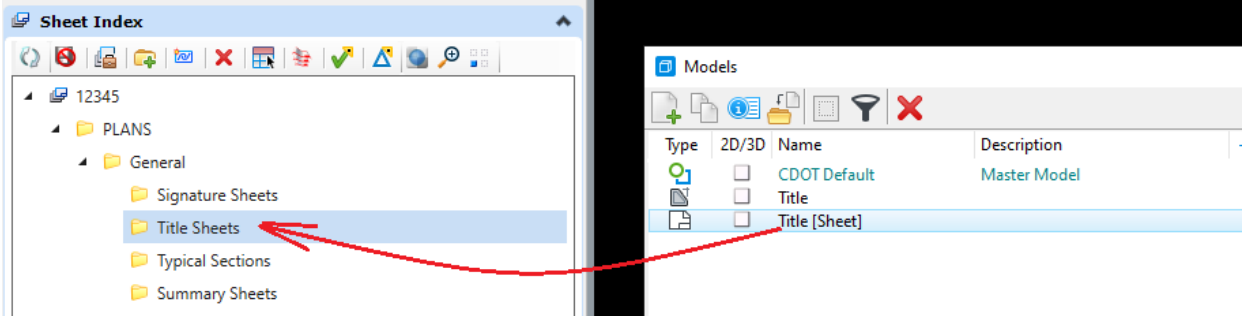 Sheet Index
12345
PLANS
General
Signature Sheets
Title Sheets
Typical Sections
Summary Sheets
Models
Type 2D/3D Name Description
CDOT Default Master Model
Title
Title [Sheet]